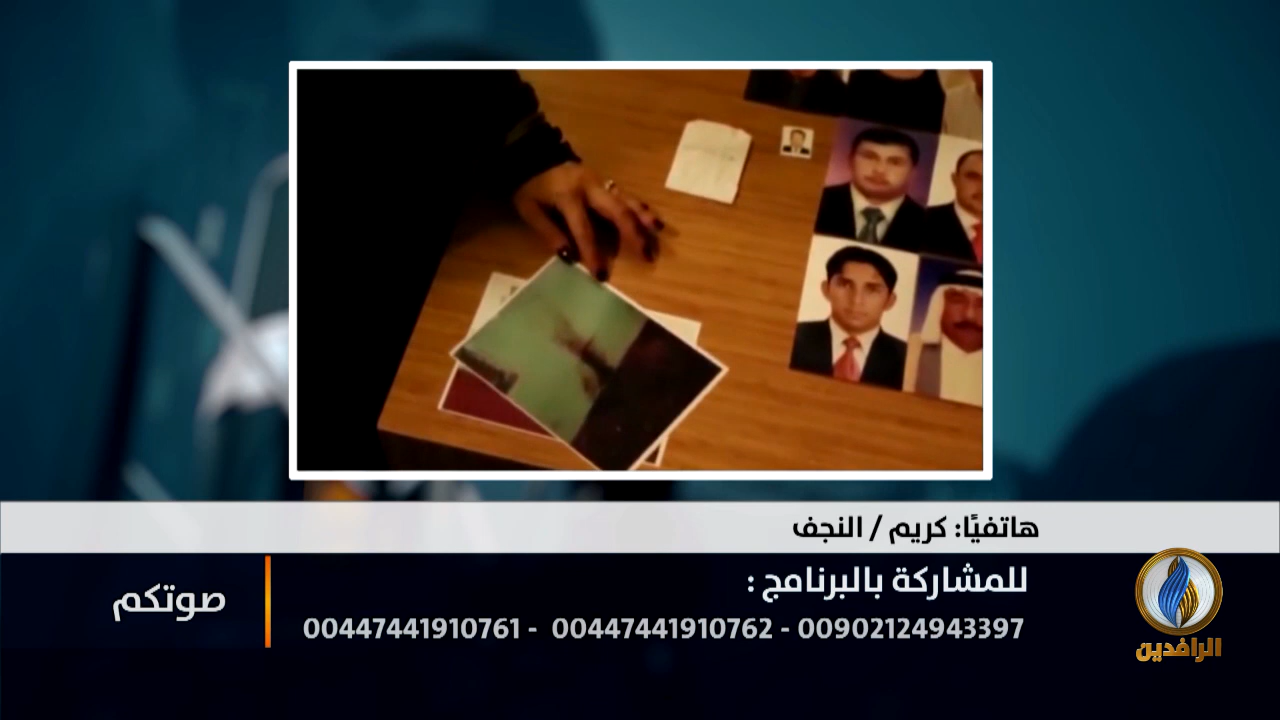 هاتفيًا: كريم / النجف
للمشاركة بالبرنامج :
00447441910761 - 00447441910762 - 00902124943397
صوتكم
الرافدين